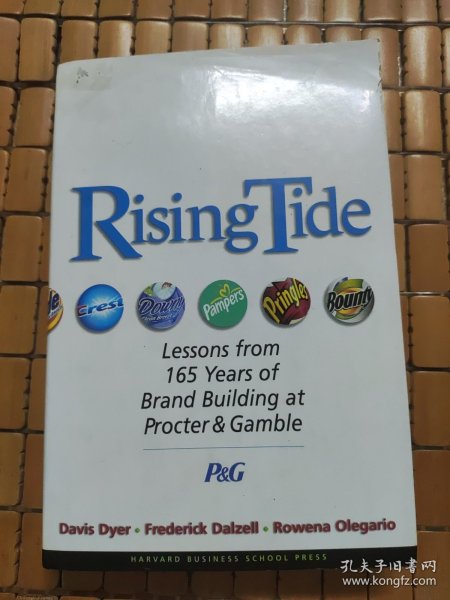 Rising Tide
Crest
Downy
Pampers
Pringles
Bounty
Lessons from
165 Years of
Brand Building at
Procter & Gamble
P&G
Davis Dyer • Frederick Dalzell • Rowena Olegario
HARVARD BUSINESS SCHOOL PRESS
孔夫子旧书网
www.kongfz.com